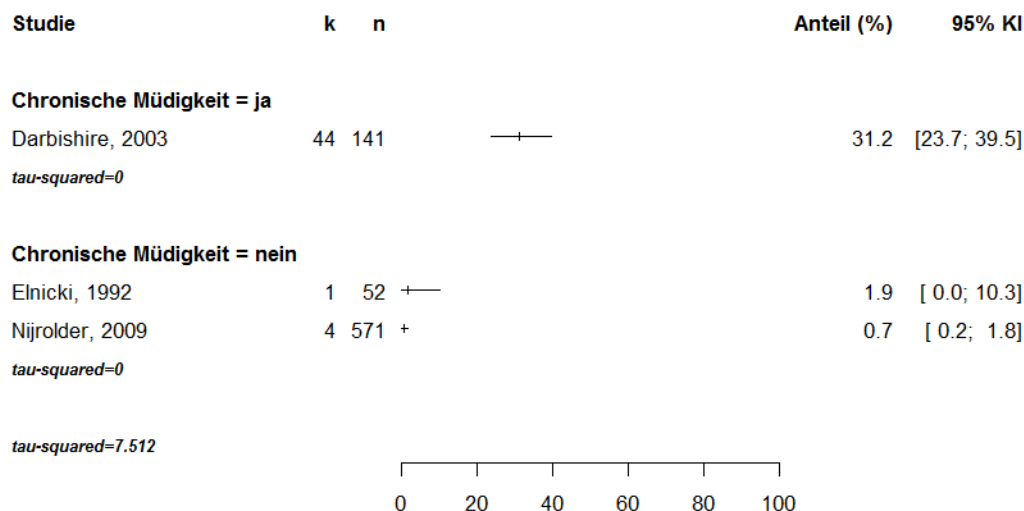 Studie k n Anteil (%) 95% KI
Chronische Müdigkeit = ja
Darbishire, 2003 44 141 31.2 [23.7; 39.5]
tau-squared=0
Chronische Müdigkeit = nein
Elnicki, 1992 1 52 1.9 [ 0.0; 10.3]
Nijrolder, 2009 4 571 0.7 [ 0.2; 1.8]
tau-squared=0
tau-squared=7.512
0 20 40 60 80 100